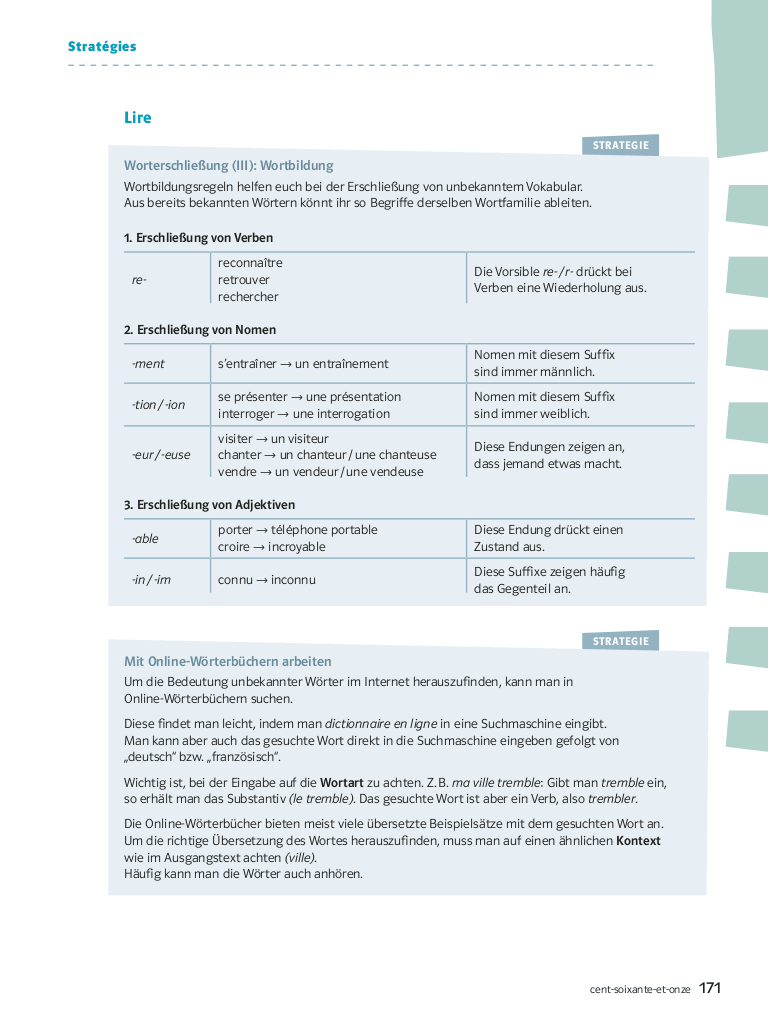 Stratégies
Lire
STRATEGIE
Worterschließung (III): Wortbildung
Wortbildungsregeln helfen euch bei der Erschließung von unbekanntem Vokabular.
Aus bereits bekannten Wörtern könnt ihr so Begriffe derselben Wortfamilie ableiten.
1. Erschließung von Verben
re-
reconnaître
retrouver
rechercher
Die Vorsible re-/r- drückt bei
Verben eine Wiederholung aus.
2. Erschließung von Nomen
-ment
s'entraîner → un entraînement
Nomen mit diesem Suffix
sind immer männlich.
-tion / -ion
se présenter → une présentation
interroger → une interrogation
Nomen mit diesem Suffix
sind immer weiblich.
-eur / -euse
visiter → un visiteur
chanter → un chanteur / une chanteuse
vendre → un vendeur / une vendeuse
Diese Endungen zeigen an,
dass jemand etwas macht.
3. Erschließung von Adjektiven
-able
porter → téléphone portable
croire → incroyable
Diese Endung drückt einen
Zustand aus.
-in / -im
connu → inconnu
Diese Suffixe zeigen häufig
das Gegenteil an.
STRATEGIE
Mit Online-Wörterbüchern arbeiten
Um die Bedeutung unbekannter Wörter im Internet herauszufinden, kann man in
Online-Wörterbüchern suchen.
Diese findet man leicht, indem man dictionnaire en ligne in eine Suchmaschine eingibt.
Man kann aber auch das gesuchte Wort direkt in die Suchmaschine eingeben gefolgt von
„deutsch“ bzw. „französisch“.
Wichtig ist, bei der Eingabe auf die Wortart zu achten. Z. B. ma ville tremble: Gibt man tremble ein,
so erhält man das Substantiv (le tremble). Das gesuchte Wort ist aber ein Verb, also trembler.
Die Online-Wörterbücher bieten meist viele übersetzte Beispielsätze mit dem gesuchten Wort an.
Um die richtige Übersetzung des Wortes herauszufinden, muss man auf einen ähnlichen Kontext
wie im Ausgangstext achten (ville).
Häufig kann man die Wörter auch anhören.
cent-soixante-et-onze 171